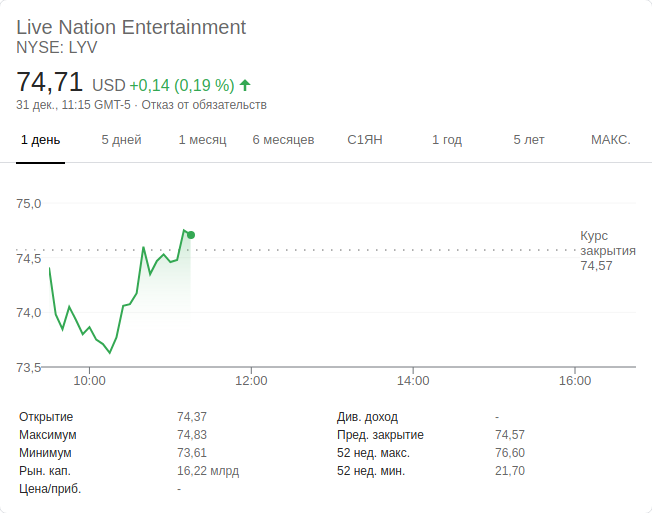 Live Nation Entertainment
NYSE: LYV
74,71 USD +0,14 (0,19 %)
31 дек., 11:15 GMT-5 · Отказ от обязательств
1 день 5 дней 1 месяц 6 месяцев С1ЯН 1 год 5 лет МАКС.
75,0
74,5
74,0
73,5
Курс
закрытия
74,57
10:00 12:00 14:00 16:00
Открытие 74,37 Див. доход -
Максимум 74,83 Пред. закрытие 74,57
Минимум 73,61 52 нед. макс. 76,60
Рын. кап. 16,22 млрд 52 нед. мин. 21,70
Цена/приб. -